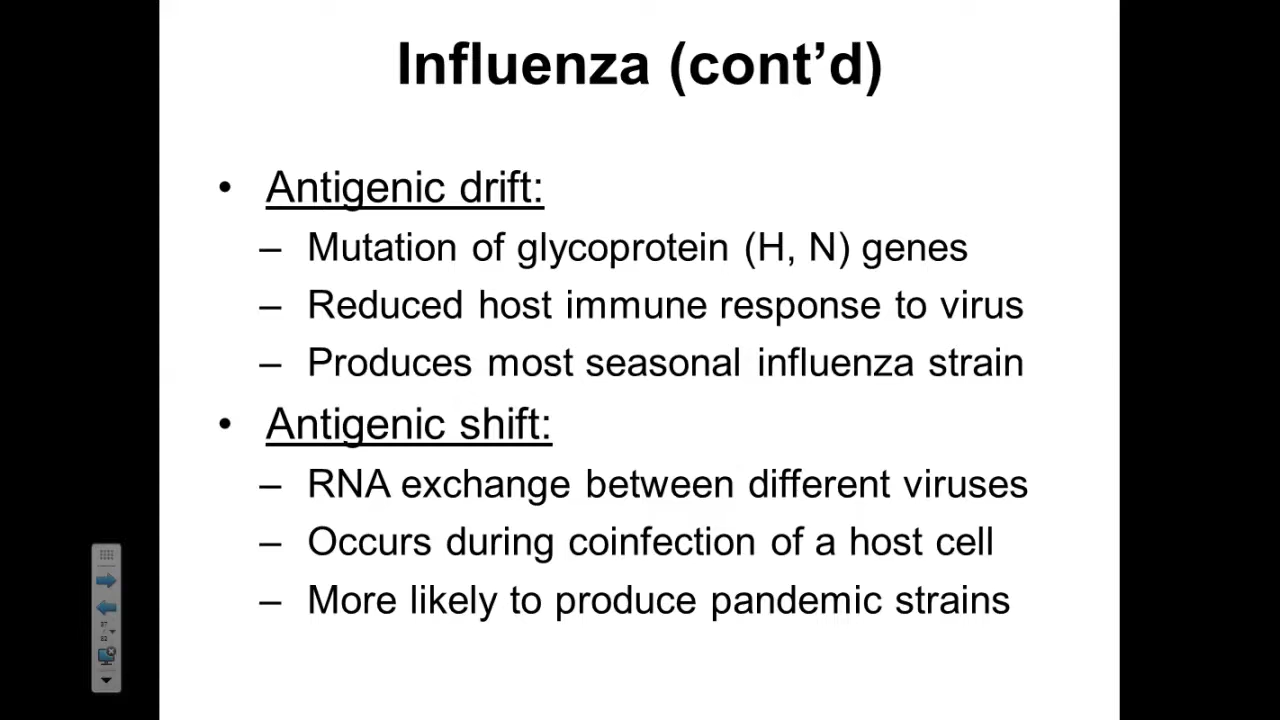 Influenza (cont’d)
• Antigenic drift:
– Mutation of glycoprotein (H, N) genes
– Reduced host immune response to virus
– Produces most seasonal influenza strain
• Antigenic shift:
– RNA exchange between different viruses
– Occurs during coinfection of a host cell
– More likely to produce pandemic strains